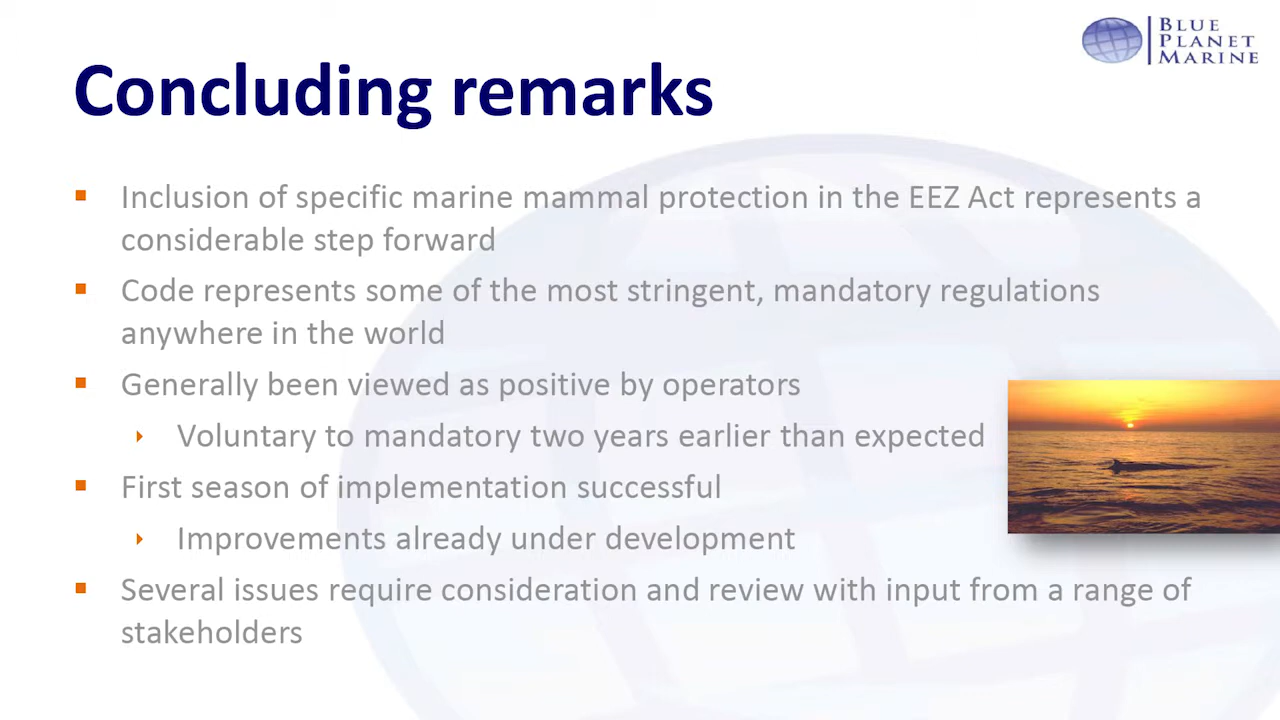 BLUE
PLANET
MARINE
Concluding remarks
Inclusion of specific marine mammal protection in the EEZ Act represents a
considerable step forward
Code represents some of the most stringent, mandatory regulations
anywhere in the world
Generally been viewed as positive by operators
Voluntary to mandatory two years earlier than expected
First season of implementation successful
Improvements already under development
Several issues require consideration and review with input from a range of
stakeholders